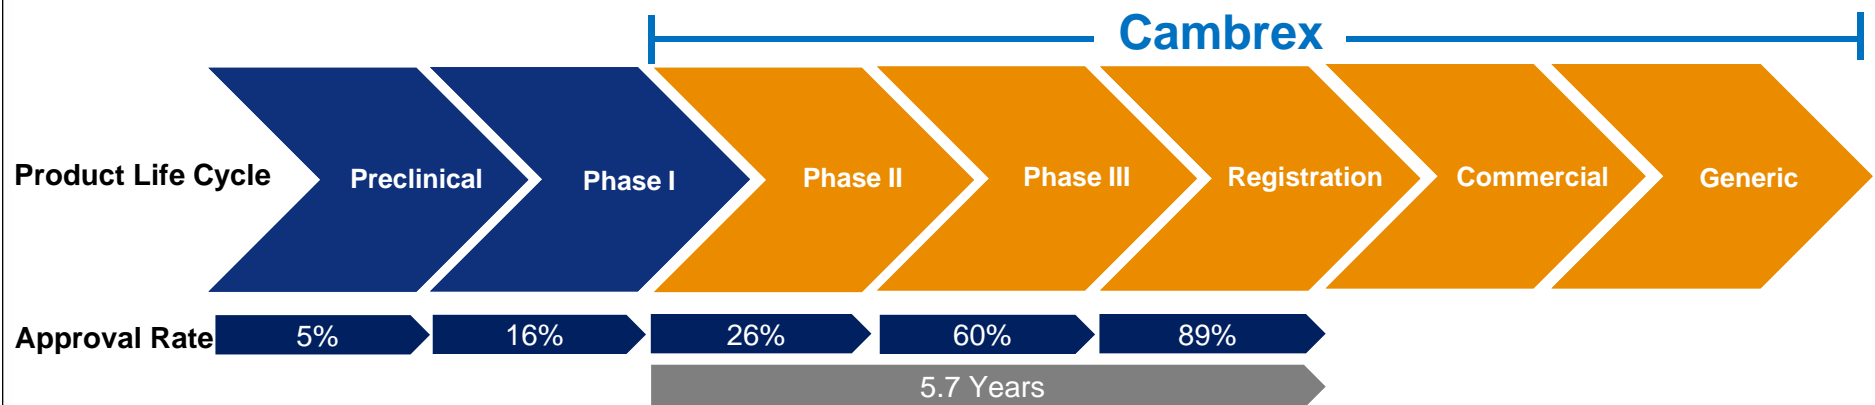 Cambrex
Product Life Cycle
Preclinical
Phase I
Phase II
Phase III
Registration
Commercial
Generic
Approval Rate
5%
16%
26%
60%
89%
5.7 Years